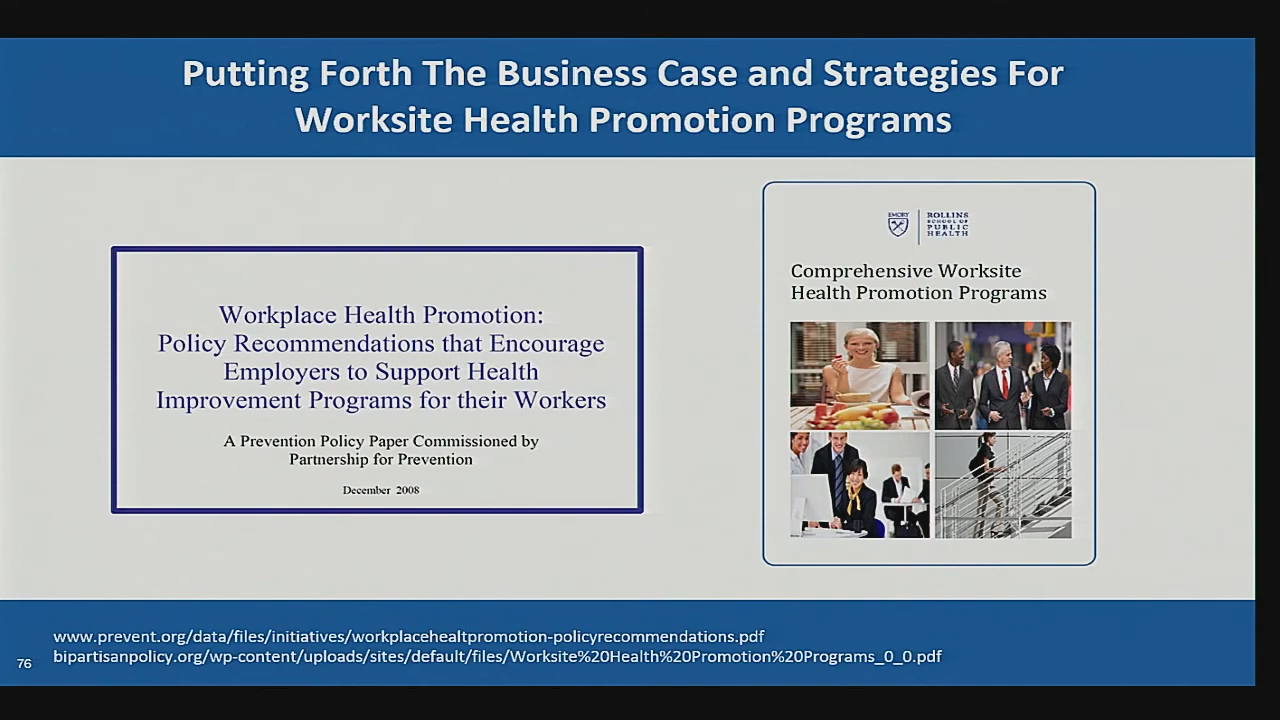 Putting Forth The Business Case and Strategies For
Worksite Health Promotion Programs
Workplace Health Promotion:
Policy Recommendations that Encourage
Employers to Support Health
Improvement Programs for their Workers
A Prevention Policy Paper Commissioned by
Partnership for Prevention
December 2008
EMORY
ROLLINS
SCHOOL OF
PUBLIC
HEALTH
Comprehensive Worksite
Health Promotion Programs
www.prevent.org/data/files/initiatives/workplacehealtpromotion-policyrecommendations.pdf
bipartisanpolicy.org/wp-content/uploads/sites/default/files/Worksite%20Health%20Promotion%20Programs_0_0.pdf
76